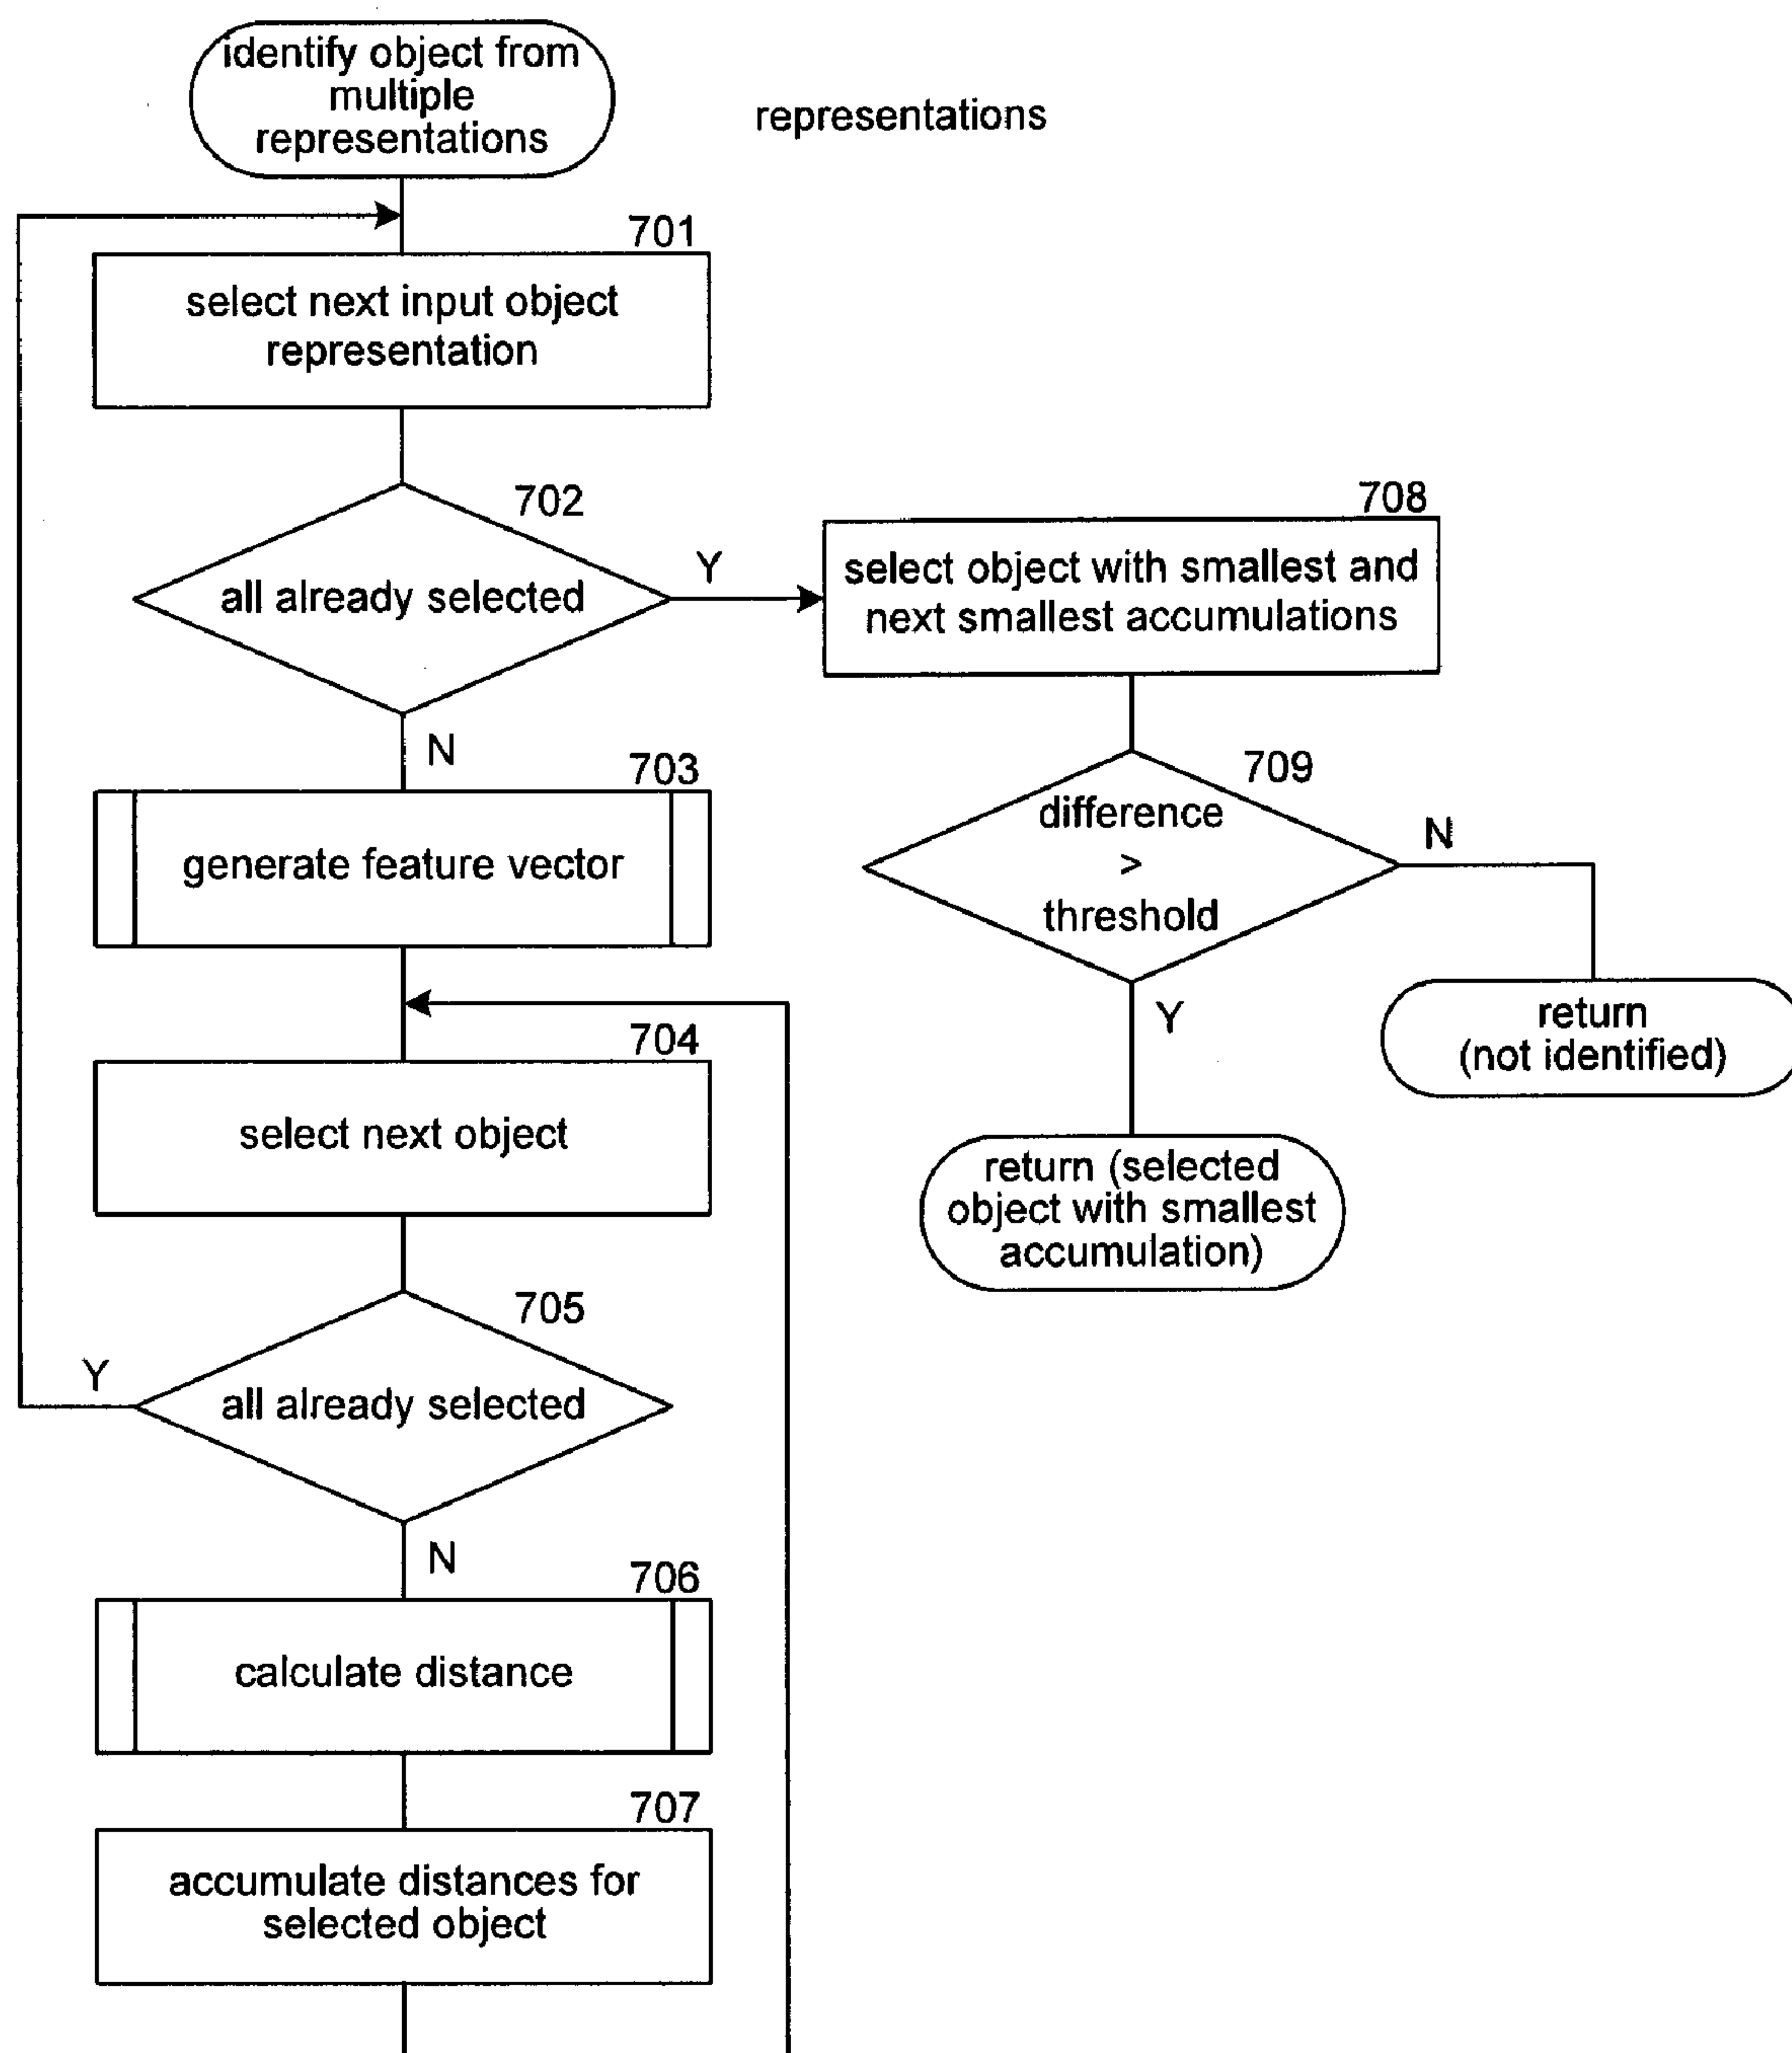 identify object from
multiple
representations
representations
701
select next input object
representation
702
all already selected
Y
N
703
generate feature vector
704
select next object
705
all already selected
Y
N
706
calculate distance
707
accumulate distances for
selected object
708
select object with smallest and
next smallest accumulations
709
difference
>
threshold
N
Y
return
(not identified)
return (selected
object with smallest
accumulation)